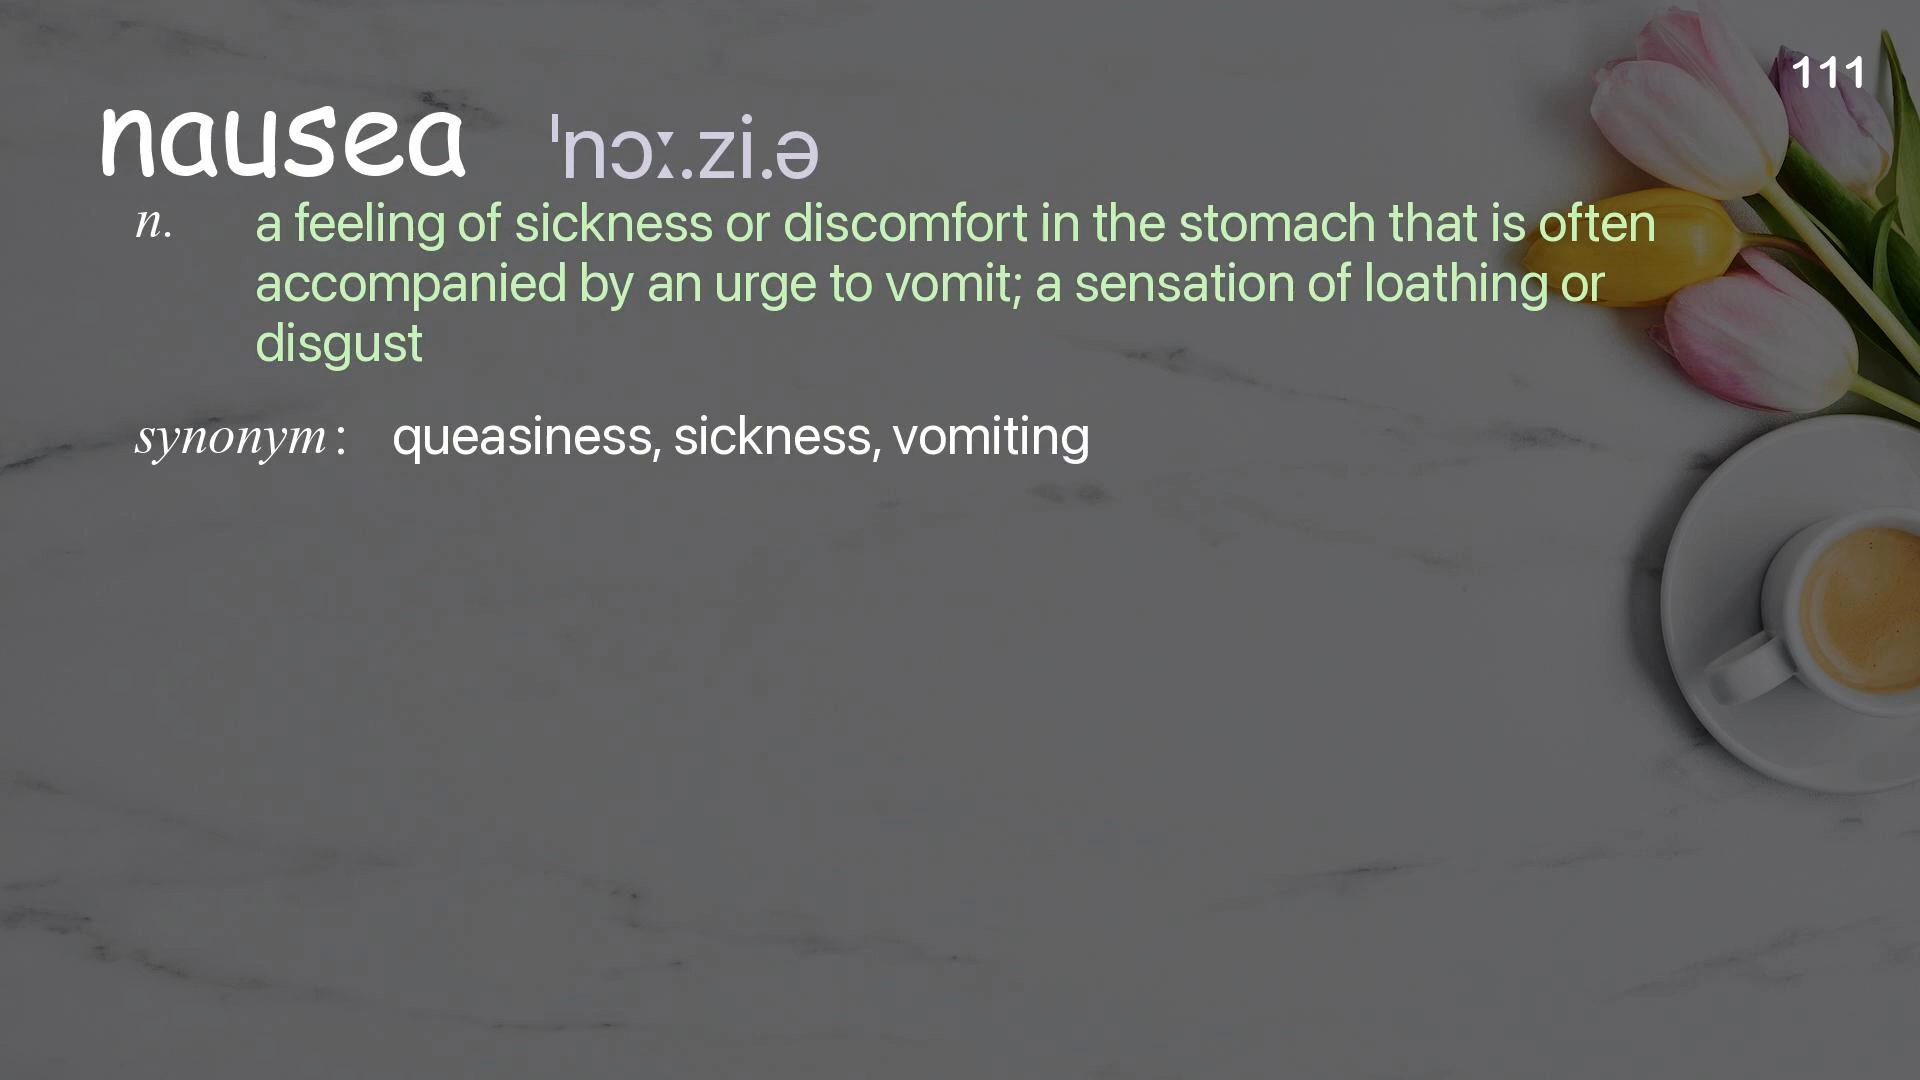 111
nausea ˈnɔː.zi.ə
n. a feeling of sickness or discomfort in the stomach that is often
accompanied by an urge to vomit; a sensation of loathing or
disgust
synonym: queasiness, sickness, vomiting